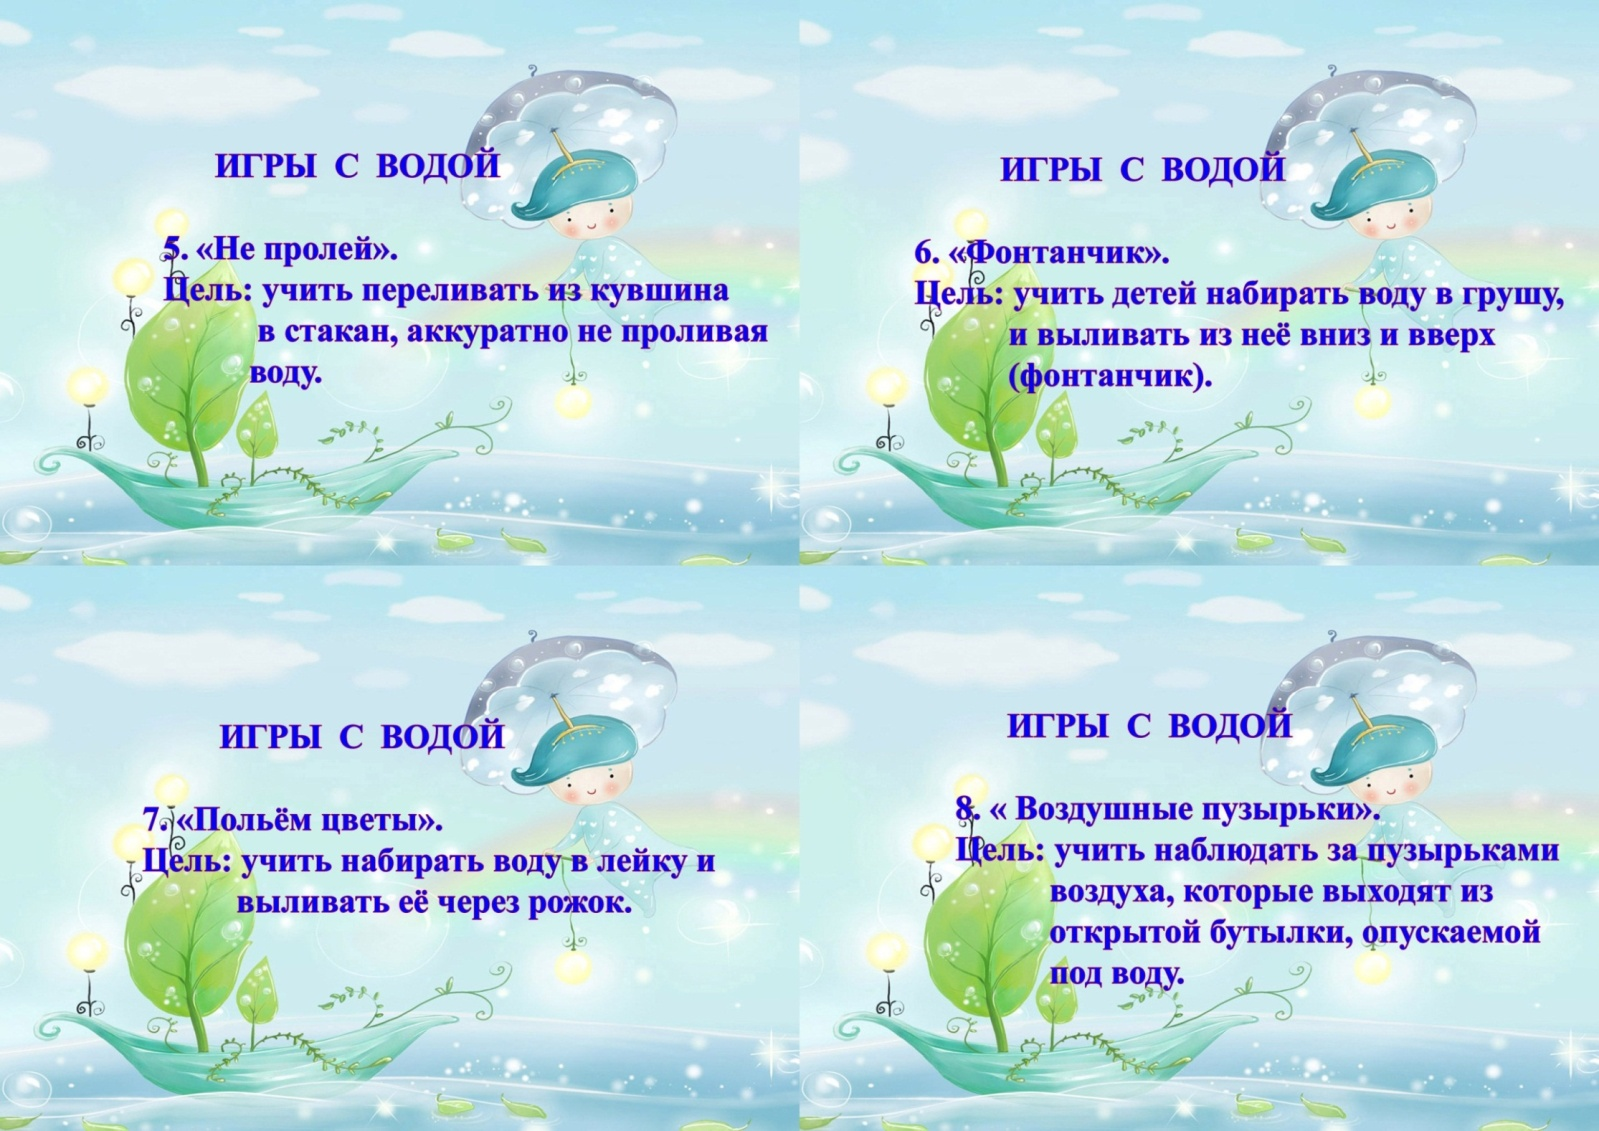 ИГРЫ С ВОДОЙ
5. «Не пролей».
Цель: учить переливать из кувшина
в стакан, аккуратно не проливая
воду.
ИГРЫ С ВОДОЙ
6. «Фонтанчик».
Цель: учить детей набирать воду в грушу,
и выливать из неё вниз и вверх
(фонтанчик).
ИГРЫ С ВОДОЙ
7. «Польём цветы».
Цель: учить набирать воду в лейку и
выливать её через рожок.
ИГРЫ С ВОДОЙ
8. « Воздушные пузырьки».
Цель: учить наблюдать за пузырьками
воздуха, которые выходят из
открытой бутылки, опускаемой
под воду.